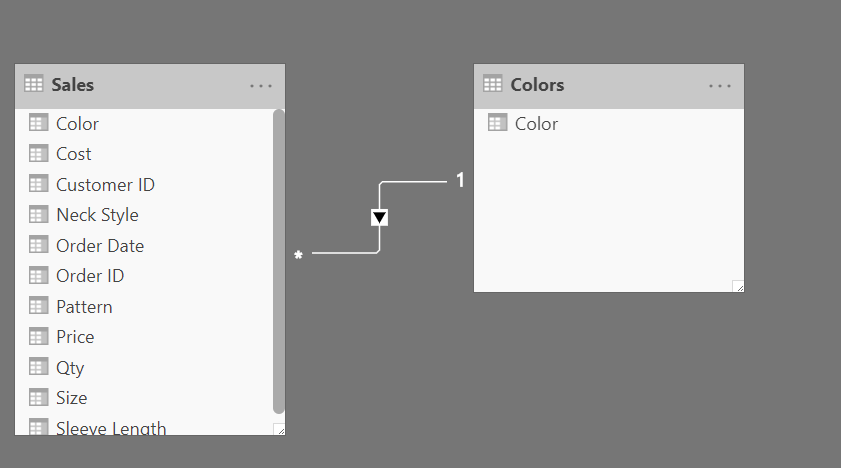 Sales
...
Color
Cost
Customer ID
Neck Style
Order Date
Order ID
Pattern
Price
Qty
Size
Sleeve Length
*
1
Colors
...
Color